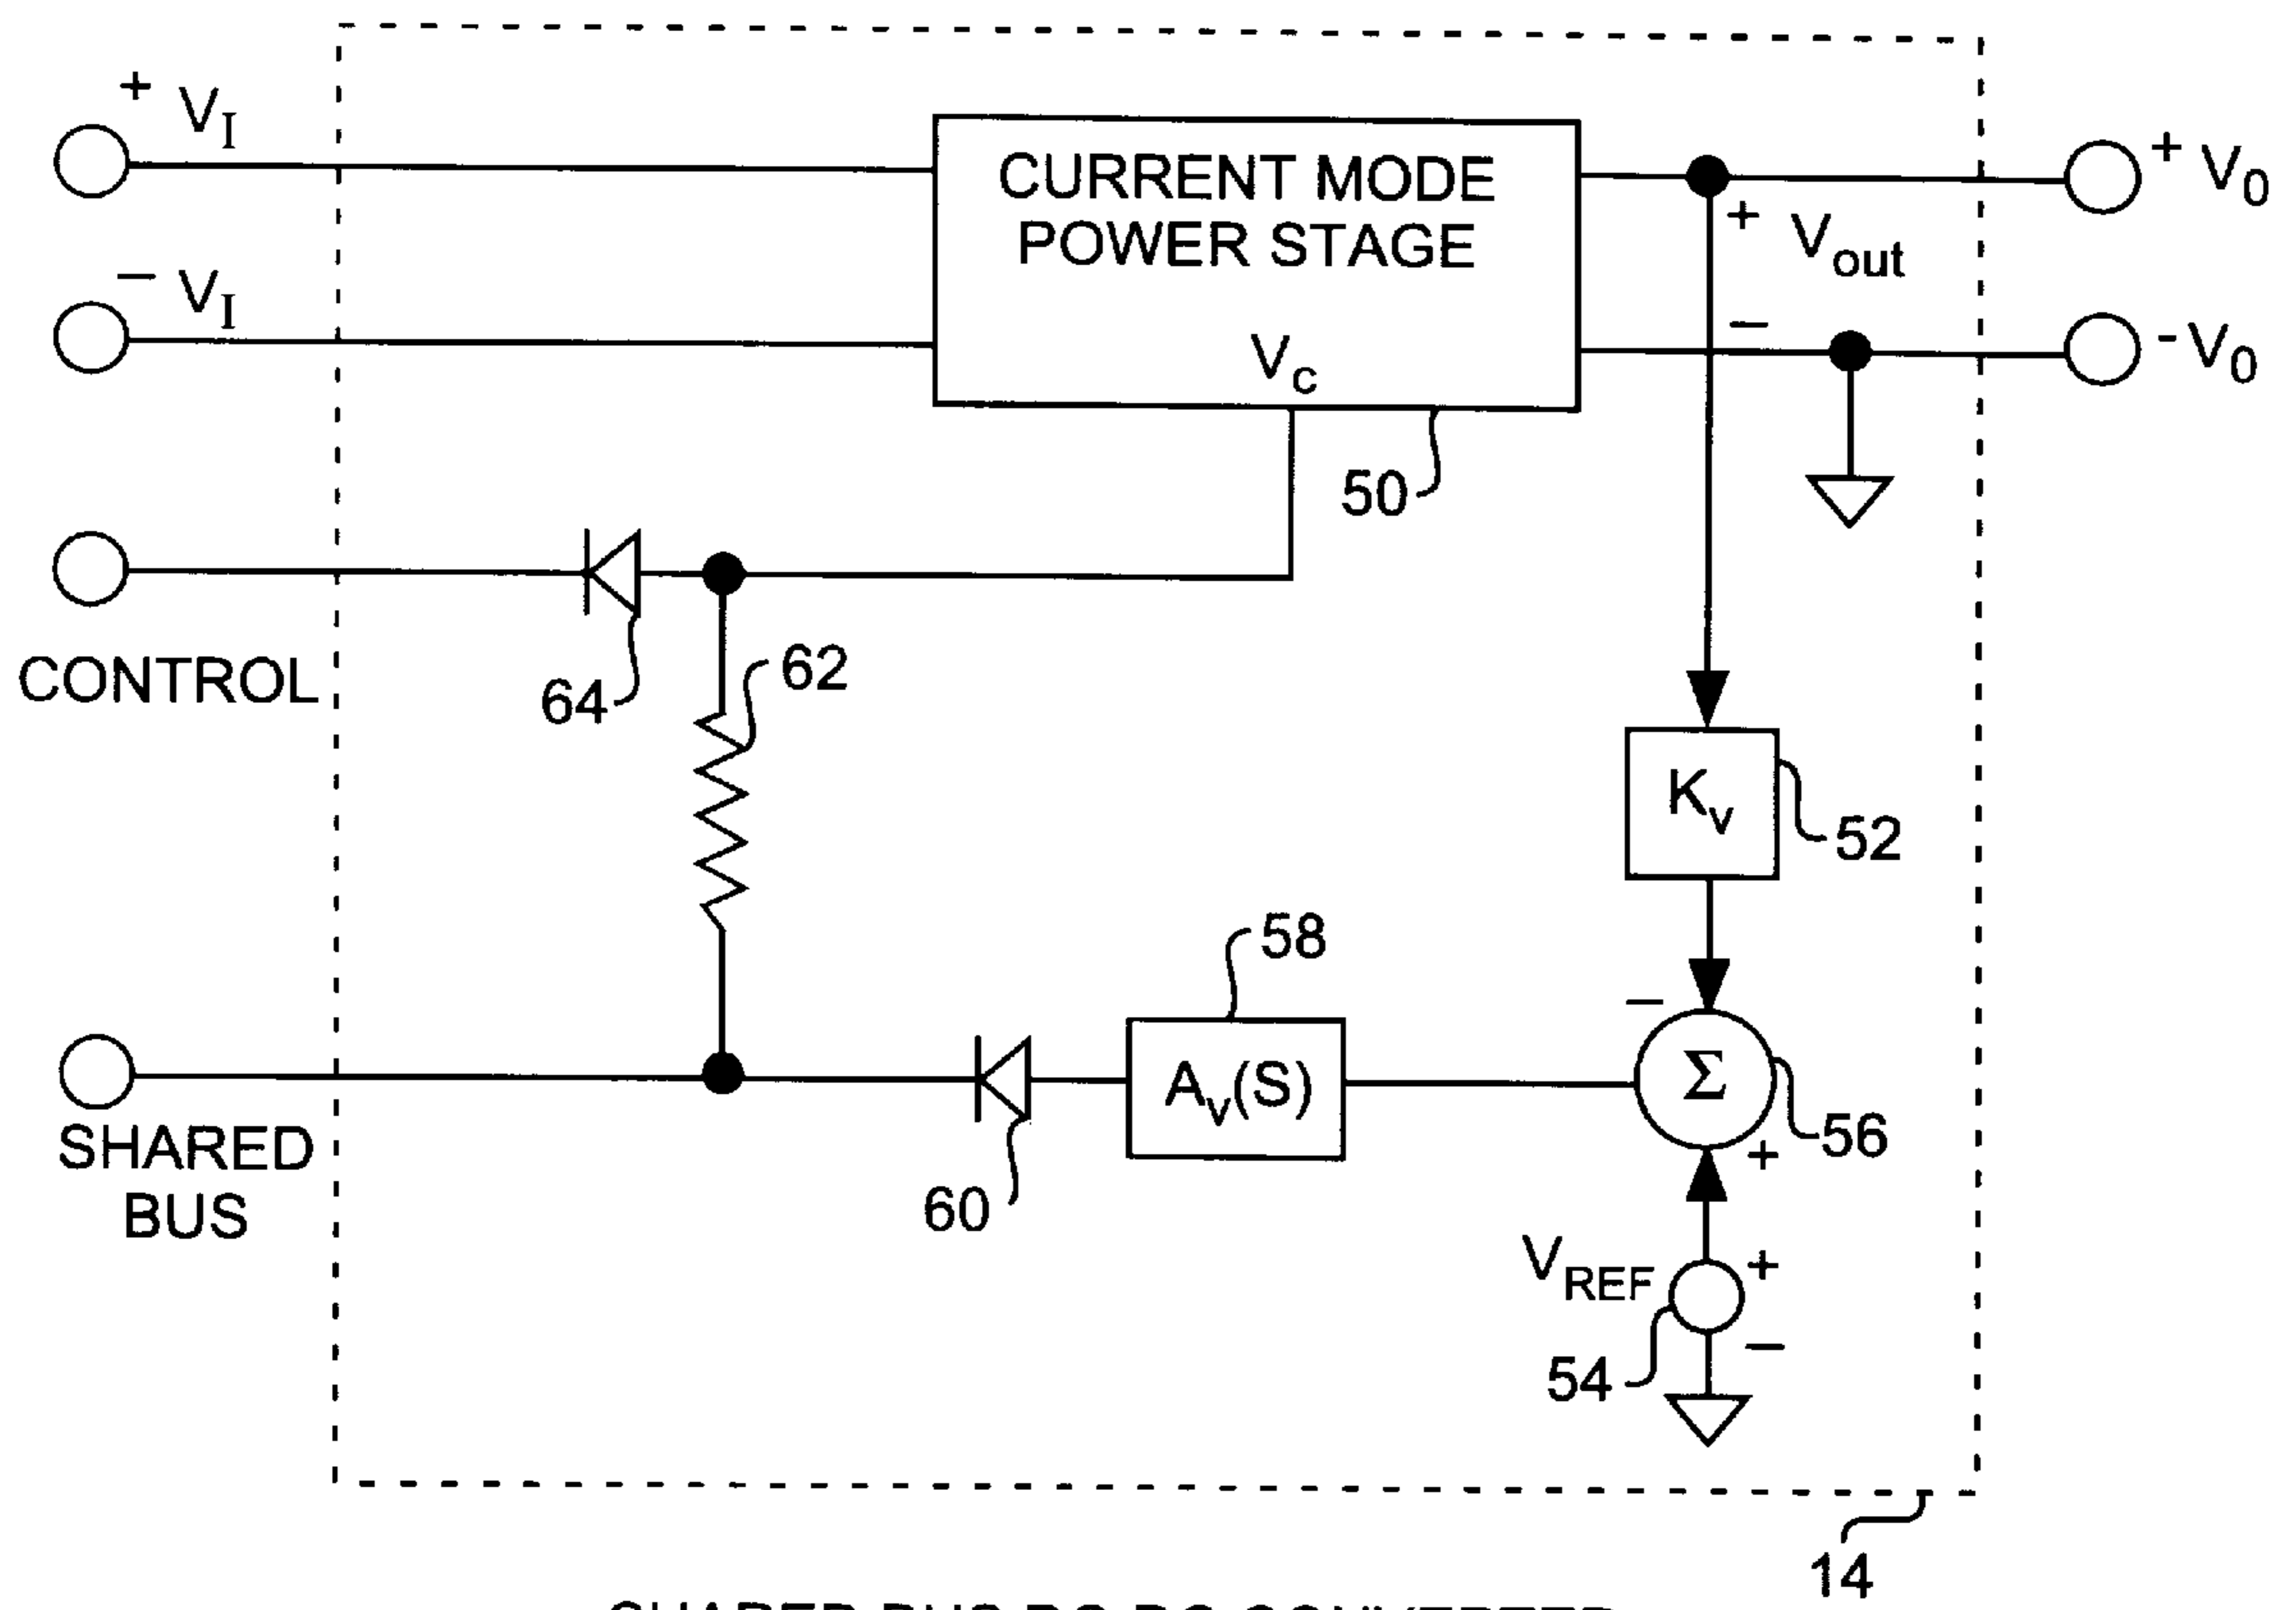 + VI
− VI
CURRENT MODE
POWER STAGE
Vc
50
+ Vout
−
+ V0
- V0
CONTROL
64
62
Kv
52
58
−
Av(S)
Σ
56
+
60
SHARED
BUS
VREF
+
54
−
14